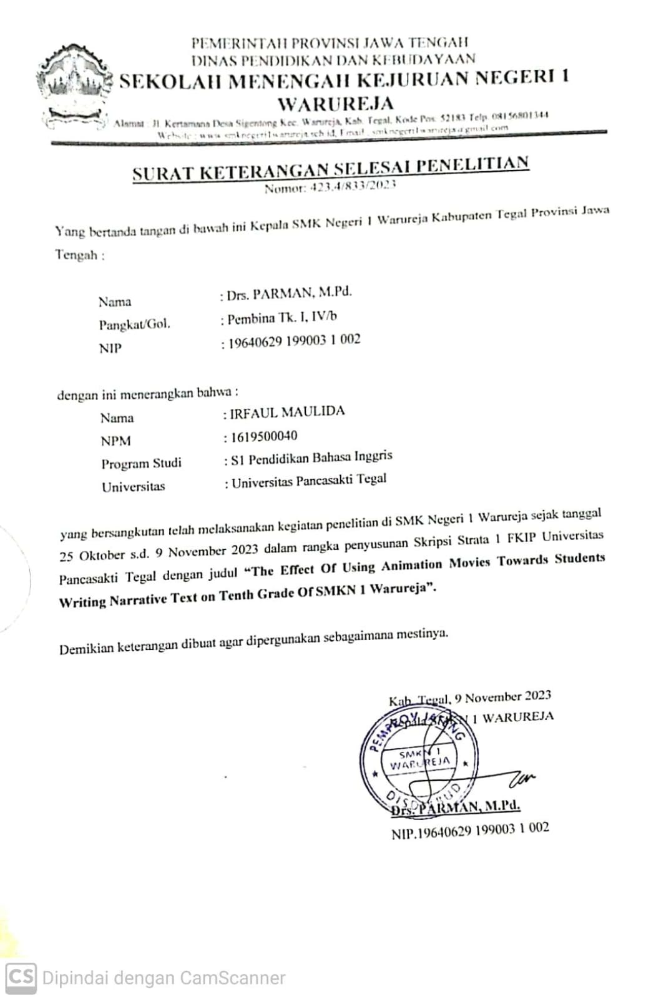 PEMERINTAH PROVINSI JAWA TENGAH
DINAS PENDIDIKAN DAN KEBUDAYAAN
SEKOLAH MENENGAH KEJURUAN NEGERI 1
WARUREJA
Alamat : Jl. Kertamana Desa Sigentong Kec. Warureja, Kab. Tegal, Kode Pos. 52183 Telp. 08156801344
Website : www.smknegeri1warureja.sch.id, Email : smknegeri1warureja@gmail.com
SURAT KETERANGAN SELESAI PENELITIAN
Nomor: 423.4/833/2023
Yang bertanda tangan di bawah ini Kepala SMK Negeri 1 Warureja Kabupaten Tegal Provinsi Jawa
Tengah :
Nama : Drs. PARMAN, M.Pd.
Pangkat/Gol. : Pembina Tk. I, IV/b
NIP : 19640629 199003 1 002
dengan ini menerangkan bahwa :
Nama : IRFAUL MAULIDA
NPM : 1619500040
Program Studi : S1 Pendidikan Bahasa Inggris
Universitas : Universitas Pancasakti Tegal
yang bersangkutan telah melaksanakan kegiatan penelitian di SMK Negeri 1 Warureja sejak tanggal
25 Oktober s.d. 9 November 2023 dalam rangka penyusunan Skripsi Strata 1 FKIP Universitas
Pancasakti Tegal dengan judul “The Effect Of Using Animation Movies Towards Students
Writing Narrative Text on Tenth Grade Of SMKN 1 Warureja”.
Demikian keterangan dibuat agar dipergunakan sebagaimana mestinya.
Kab. Tegal, 9 November 2023
Kepala SMKN 1 WARUREJA
PEMPROV JATENG
SMKN 1
WARUREJA
DISDIKBUD
Drs. PARMAN, M.Pd.
NIP.19640629 199003 1 002
CS Dipindai dengan CamScanner